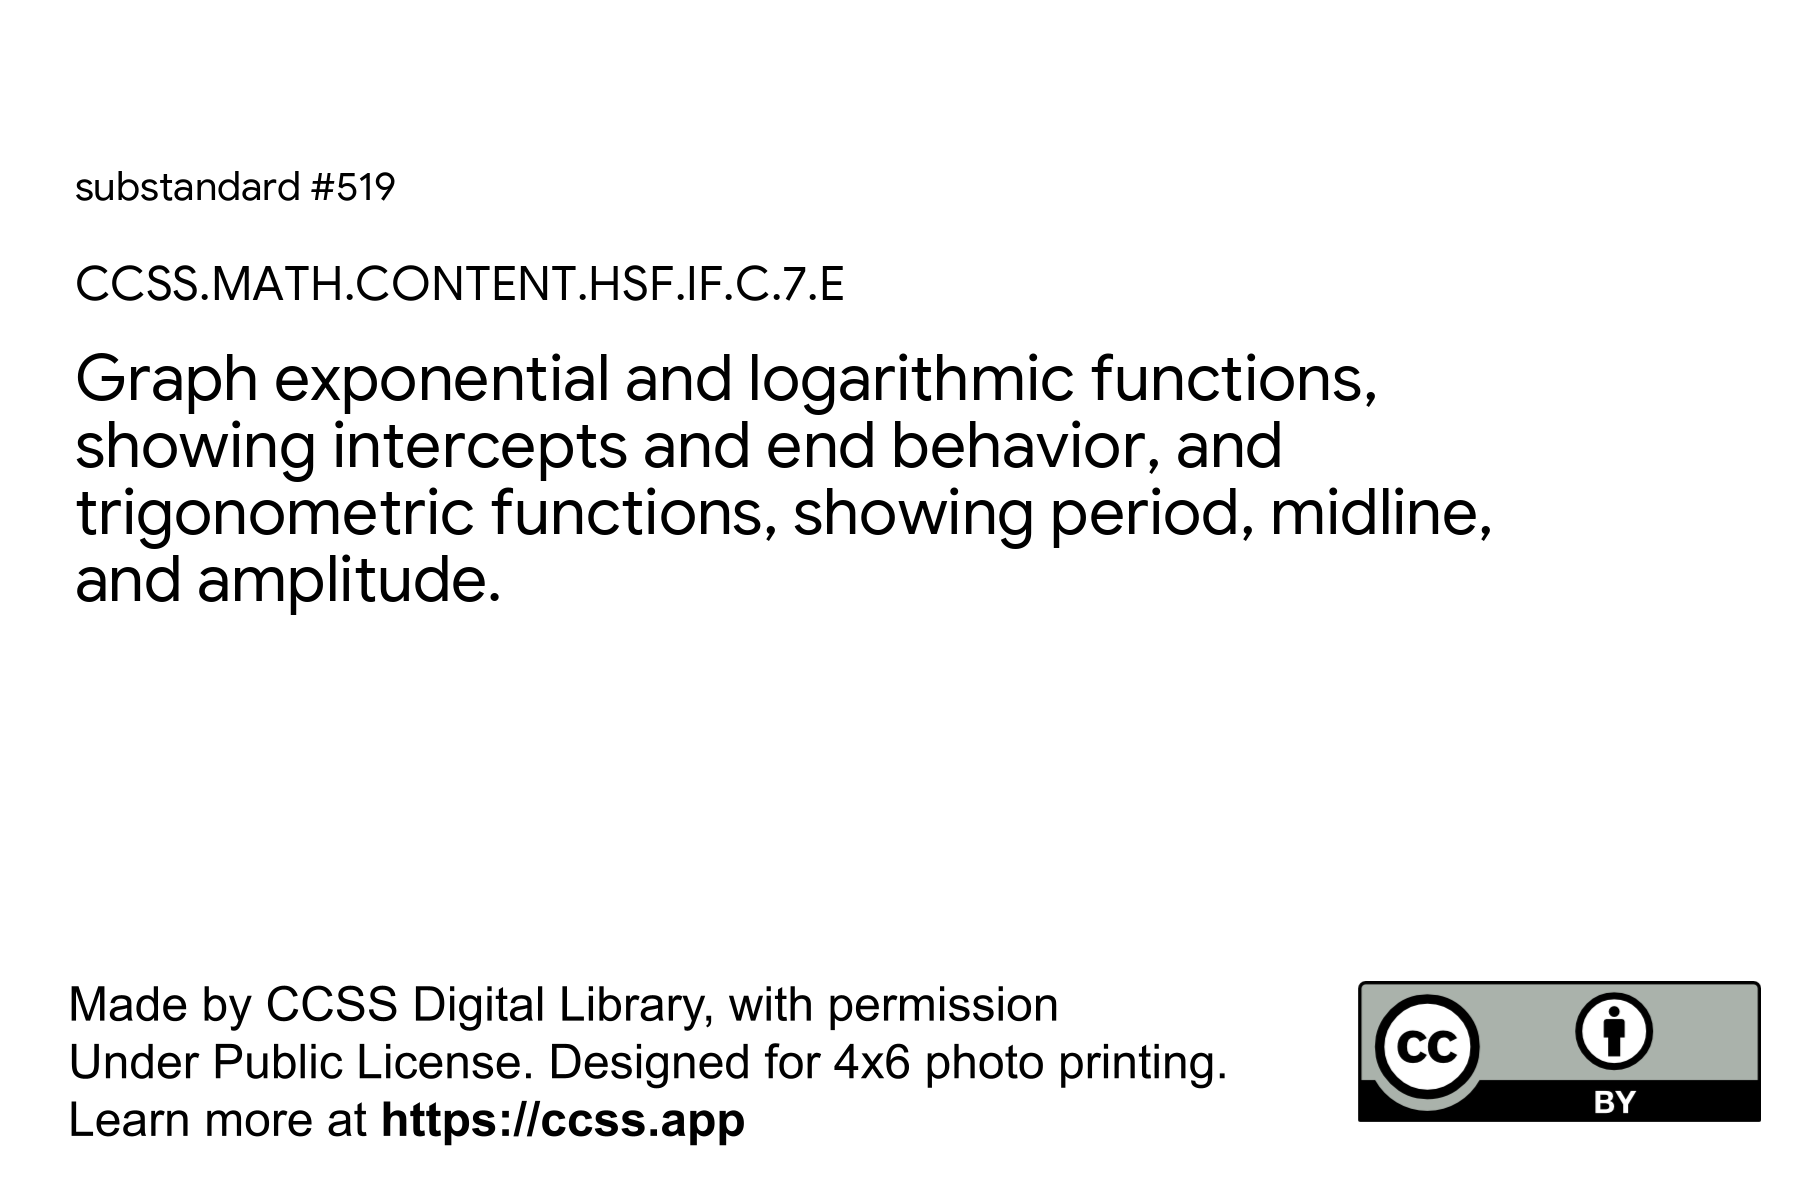 substandard #519
CCSS.MATH.CONTENT.HSF.IF.C.7.E
Graph exponential and logarithmic functions,
showing intercepts and end behavior, and
trigonometric functions, showing period, midline,
and amplitude.
Made by CCSS Digital Library, with permission
Under Public License. Designed for 4x6 photo printing.
Learn more at https://ccss.app
cc
BY